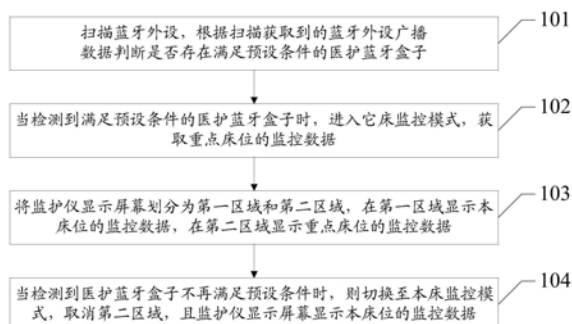 扫描蓝牙外设，根据扫描获取到的蓝牙外设广播
数据判断是否存在满足预设条件的医护蓝牙盒子
101
当检测到满足预设条件的医护蓝牙盒子时，进入它床监控模式，获
取重点床位的监控数据
102
将监护仪显示屏幕划分为第一区域和第二区域，在第一区域显示本
床位的监控数据，在第二区域显示重点床位的监控数据
103
当检测到医护蓝牙盒子不再满足预设条件时，则切换至本床监控模
式，取消第二区域，且监护仪显示屏幕显示本床位的监控数据
104